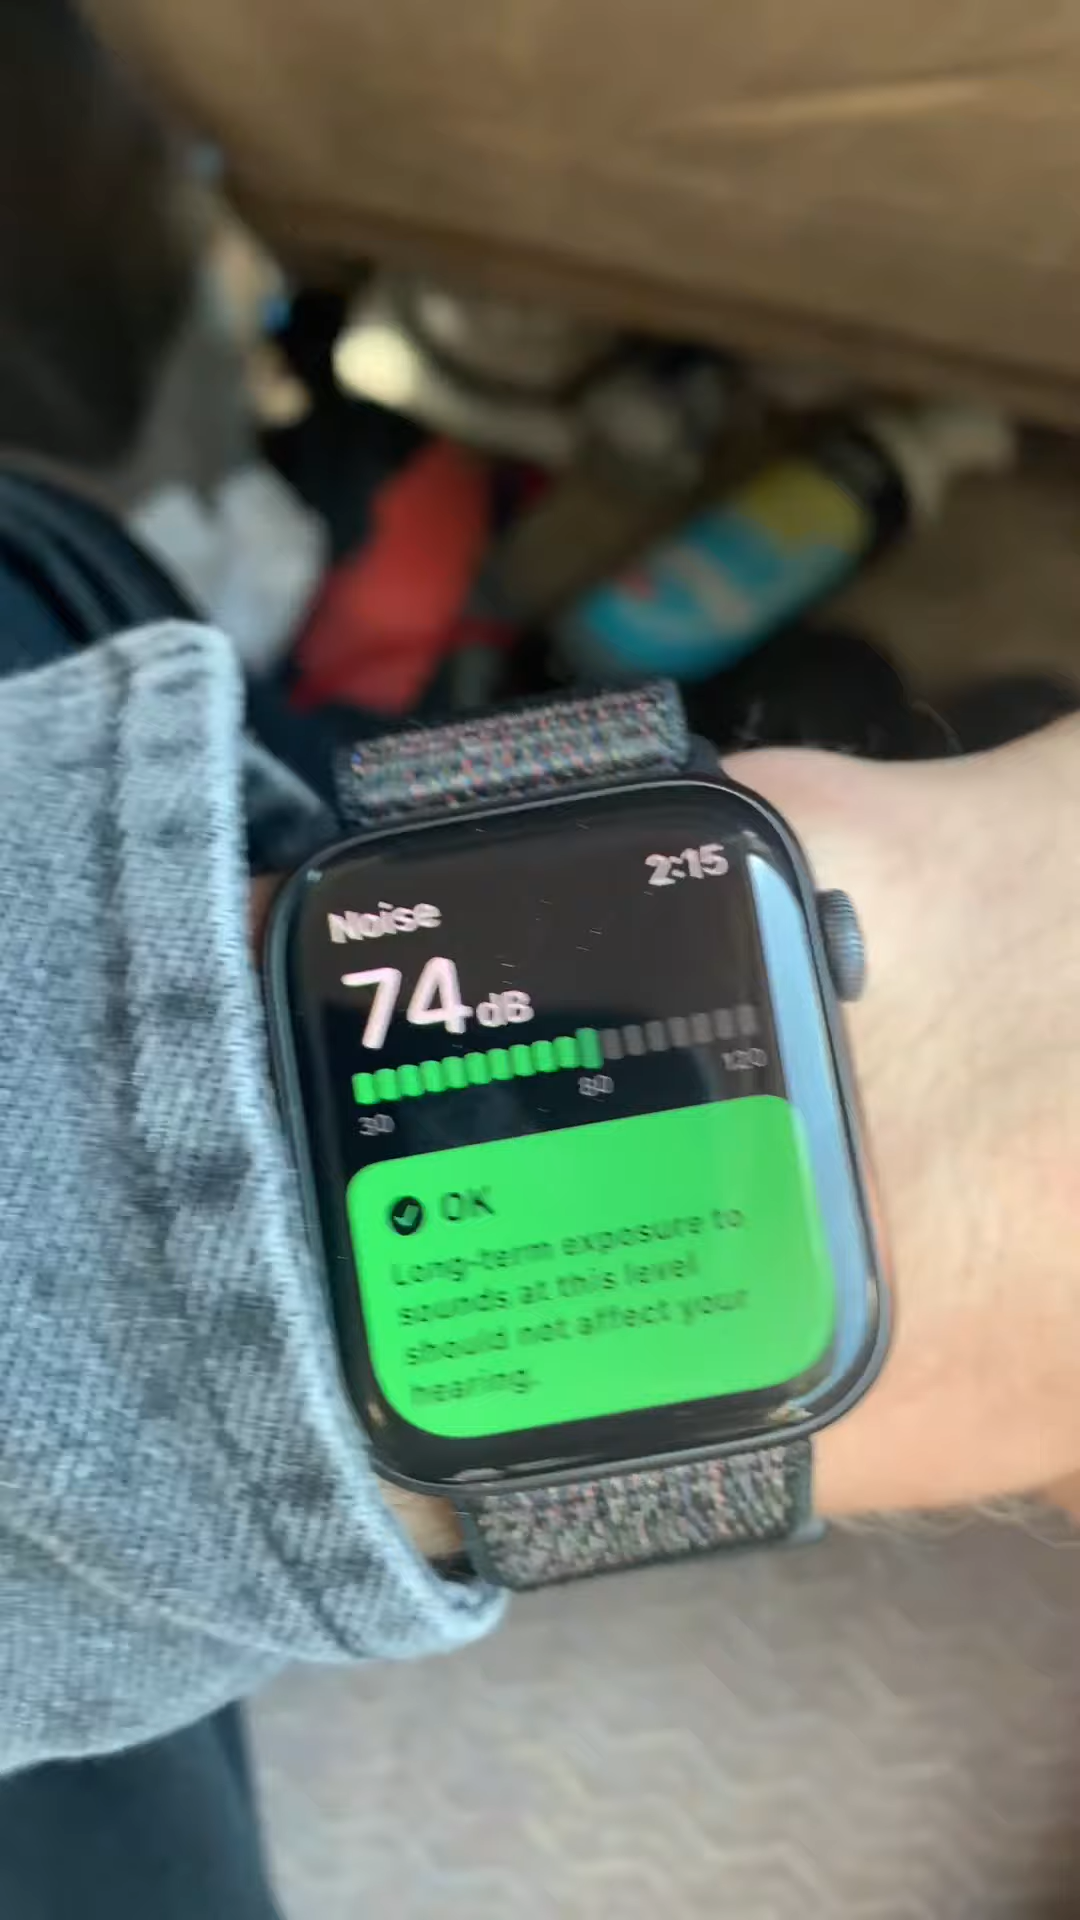 2:15
Noise
74 dB
30 80 120
OK
Long-term exposure to
sounds at this level
should not affect your
hearing.